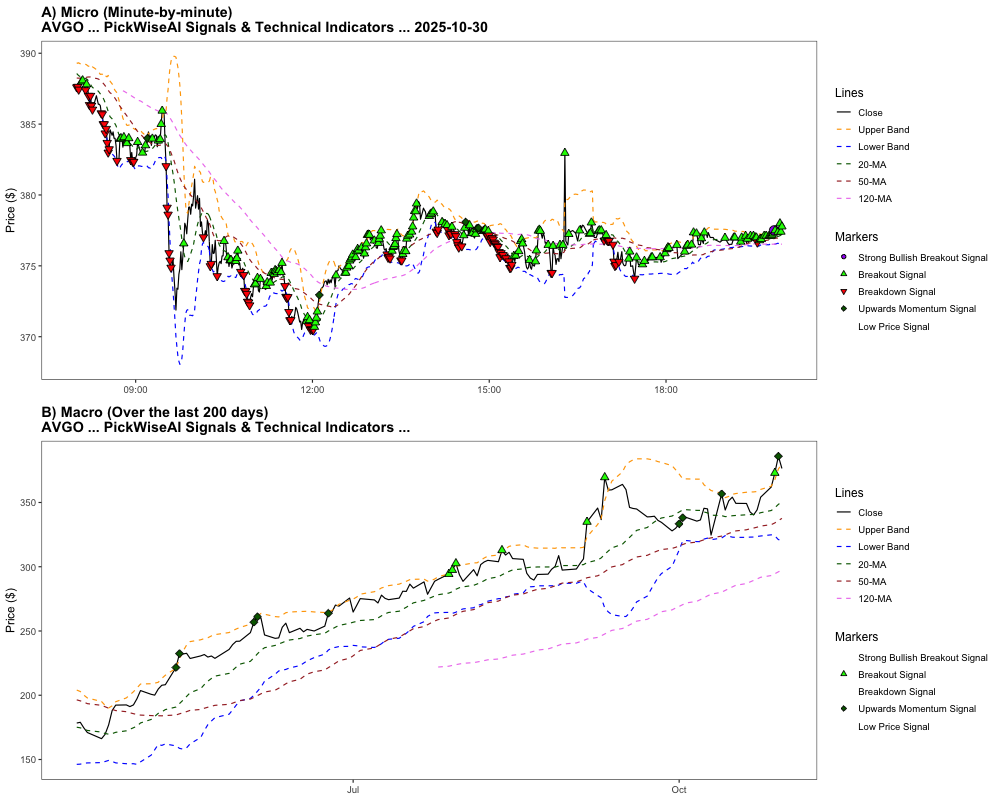 A) Micro (Minute-by-minute)
AVGO ... PickWiseAI Signals & Technical Indicators ... 2025-10-30
Price ($)
390
385
380
375
370
09:00
12:00
15:00
18:00
Lines
Close
Upper Band
Lower Band
20-MA
50-MA
120-MA
Markers
Strong Bullish Breakout Signal
Breakout Signal
Breakdown Signal
Upwards Momentum Signal
Low Price Signal
B) Macro (Over the last 200 days)
AVGO ... PickWiseAI Signals & Technical Indicators ...
Price ($)
350
300
250
200
150
Jul
Oct
Lines
Close
Upper Band
Lower Band
20-MA
50-MA
120-MA
Markers
Strong Bullish Breakout Signal
Breakout Signal
Breakdown Signal
Upwards Momentum Signal
Low Price Signal